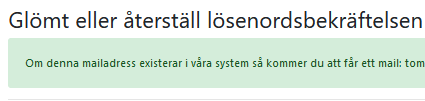 Glömt eller återställ lösenordsbekräftelsen
Om denna mailadress existerar i våra system så kommer du att får ett mail: tom